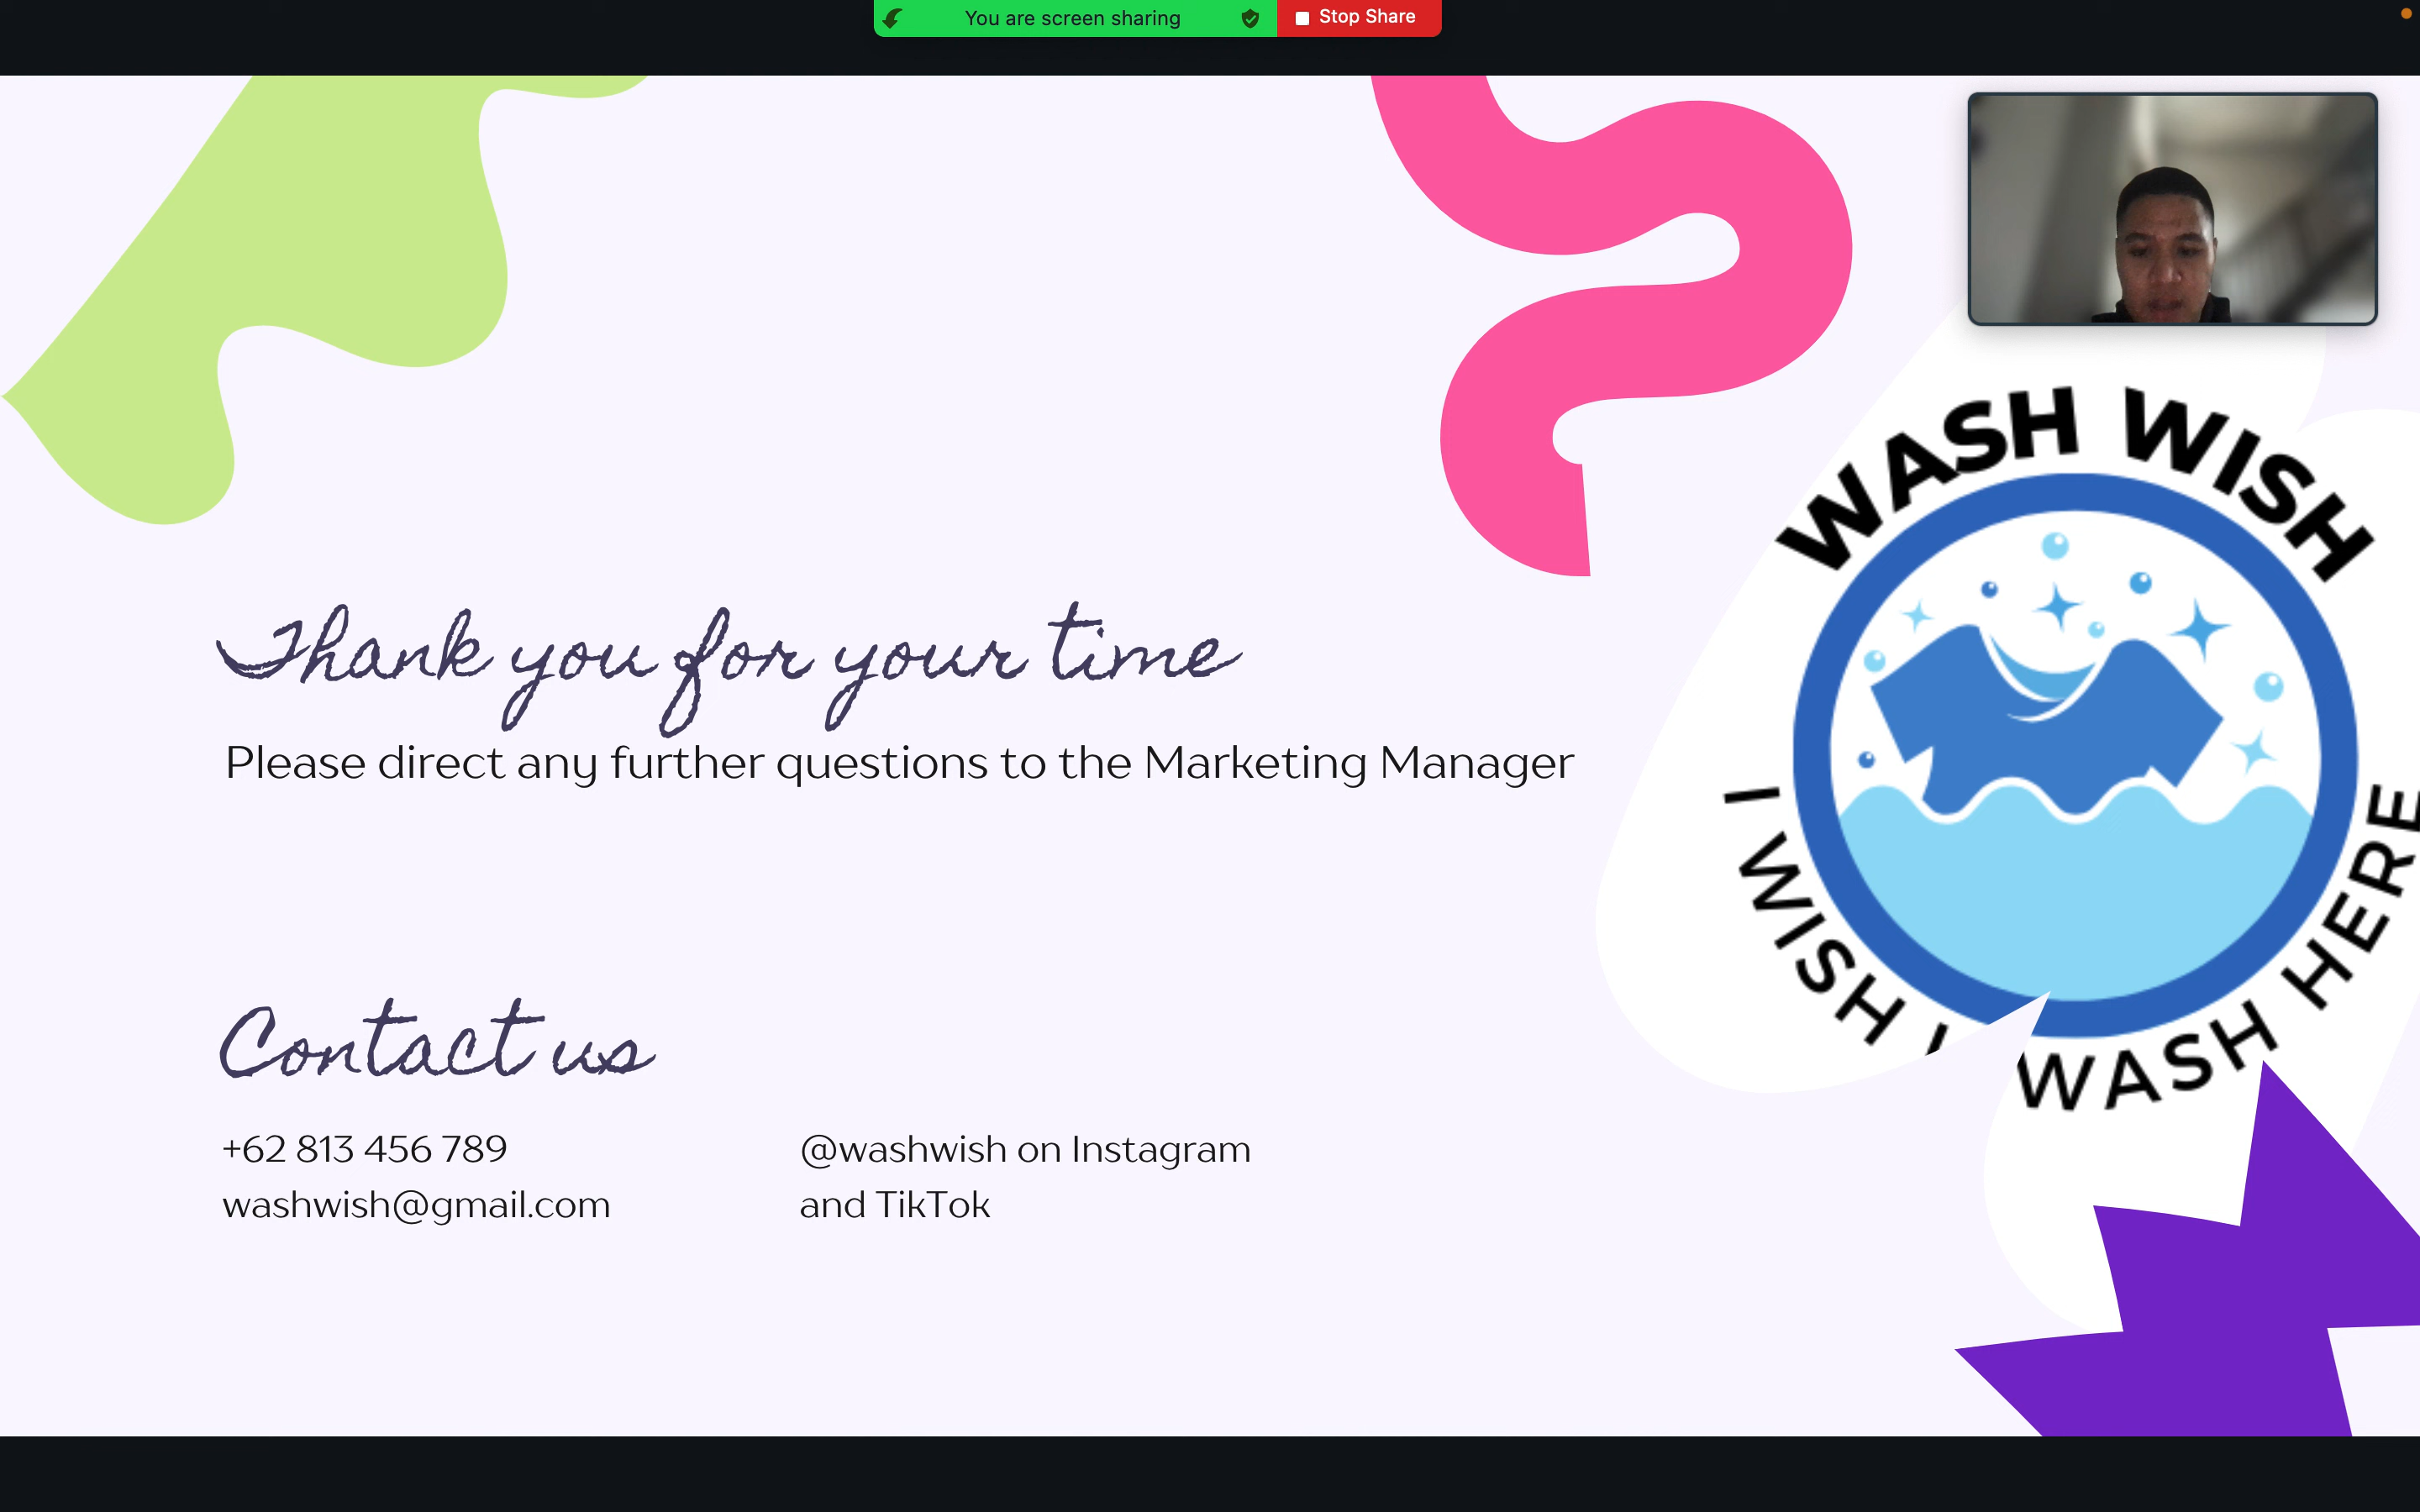 You are screen sharing
Stop Share
WASH WISH
Thank you for your time
Please direct any further questions to the Marketing Manager
I WISH I WASH HERE
Contact us
+62 813 456 789
washwish@gmail.com
@washwish on Instagram
and TikTok